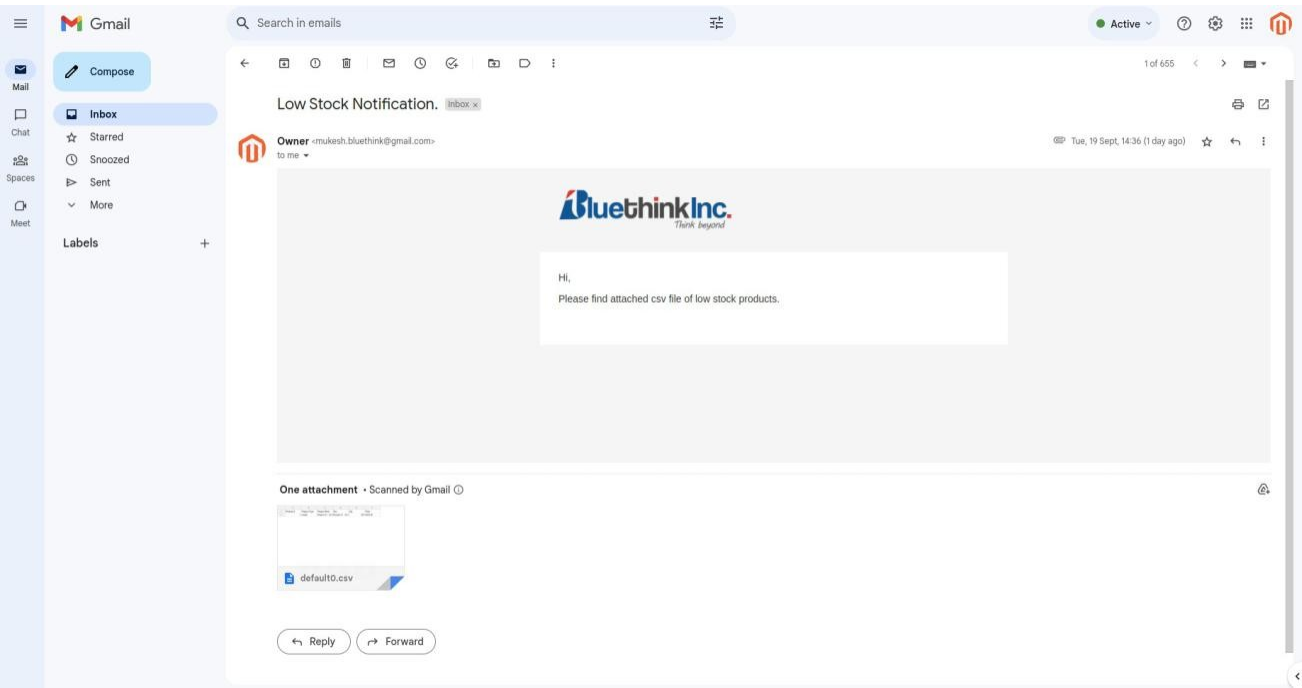 Gmail
Search in emails
Active
Compose
1 of 655
Mail
Inbox
Low Stock Notification. Inbox ×
Chat
Starred
Owner <mukesh.bluethink@gmail.com>
Tue, 19 Sept, 14:36 (1 day ago)
to me
Spaces
Snoozed
Sent
Meet
More
Labels
BluethinkInc.
Think beyond
Hi,
Please find attached csv file of low stock products.
One attachment • Scanned by Gmail
default0.csv
Reply
Forward